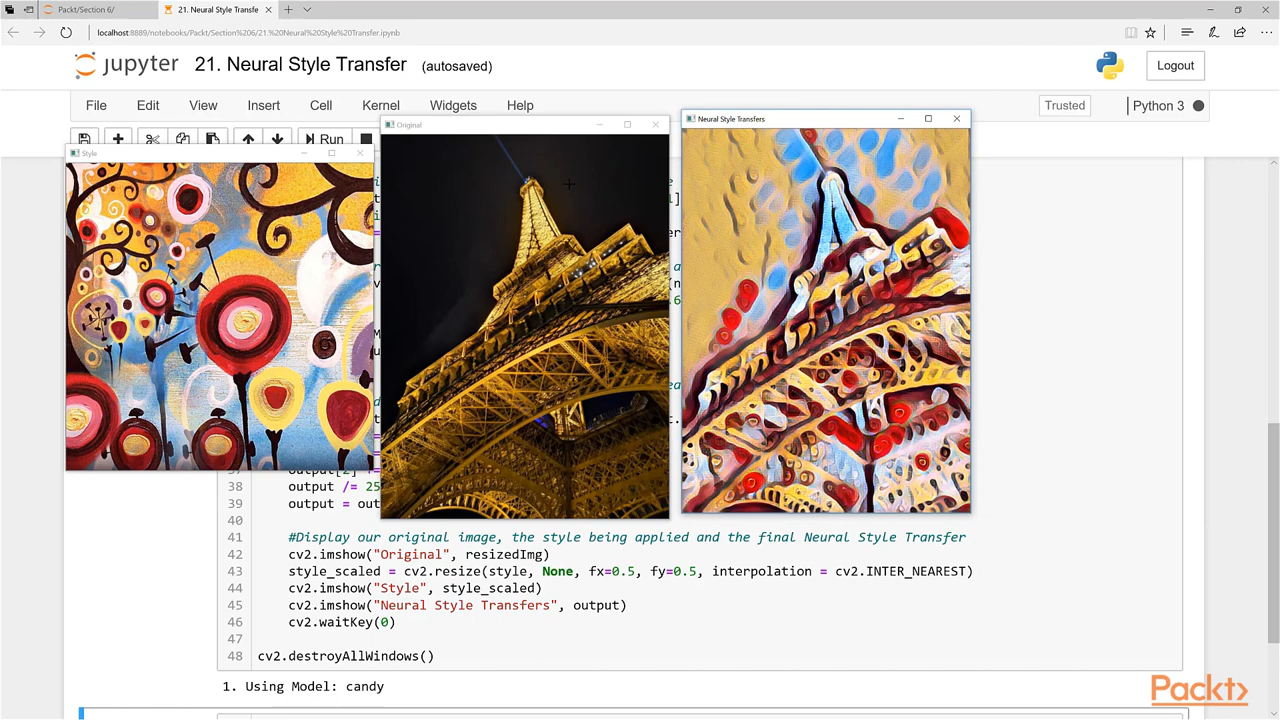 Packt/Section 6/
21. Neural Style Transfe
localhost:8889/notebooks/Packt/Section%206/21.%20Neural%20Style%20Transfer.ipynb
jupyter 21. Neural Style Transfer (autosaved)
Logout
File Edit View Insert Cell Kernel Widgets Help
Trusted
Python 3
Run
Style
Original
Neural Style Transfers
38 output /= 25
39 output = out
40
41 #Display our original image, the style being applied and the final Neural Style Transfer
42 cv2.imshow("Original", resizedImg)
43 style_scaled = cv2.resize(style, None, fx=0.5, fy=0.5, interpolation = cv2.INTER_NEAREST)
44 cv2.imshow("Style", style_scaled)
45 cv2.imshow("Neural Style Transfers", output)
46 cv2.waitKey(0)
47
48 cv2.destroyAllWindows()
1. Using Model: candy
Packt>